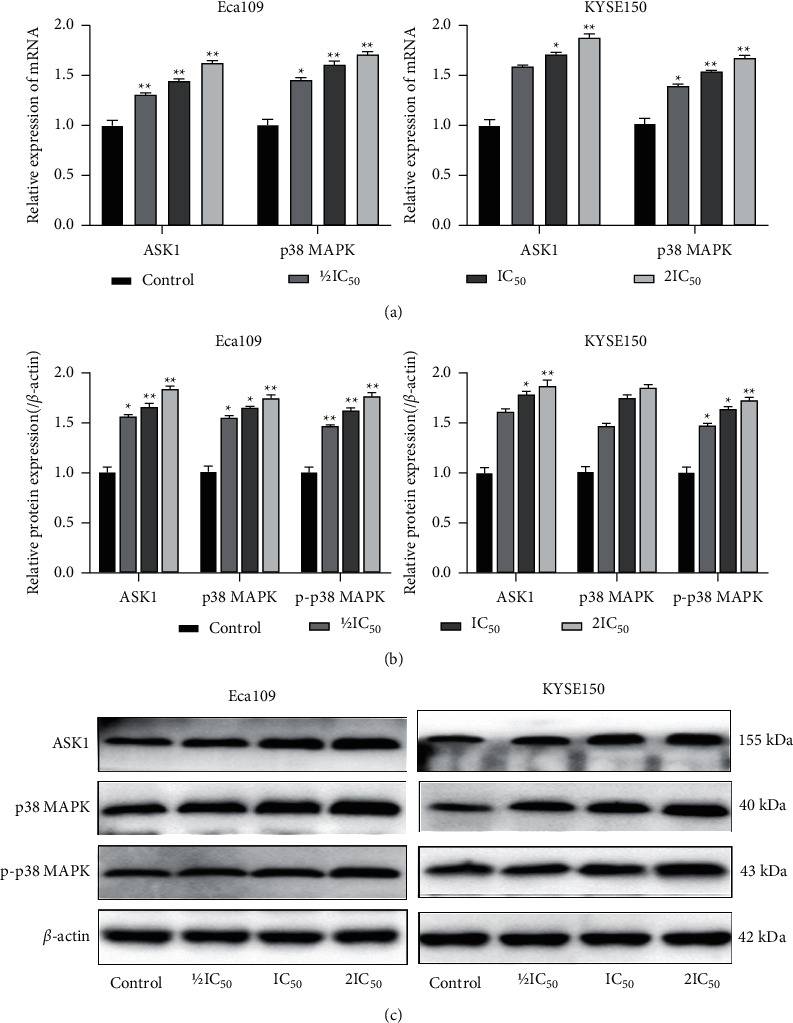 Eca109
KYSE150
Relative expression of mRNA
2.0
1.5
1.0
0.5
0.0
** ** **
* ** **
ASK1
p38 MAPK
Relative expression of mRNA
2.0
1.5
1.0
0.5
0.0
* **
* ** **
ASK1
p38 MAPK
Control
½IC50
IC50
2IC50
(a)
Eca109
KYSE150
Relative protein expression(/β-actin)
2.0
1.5
1.0
0.5
0.0
* ** **
* * **
** ** **
ASK1
p38 MAPK
p-p38 MAPK
Relative protein expression(/β-actin)
2.0
1.5
1.0
0.5
0.0
* **
* * **
ASK1
p38 MAPK
p-p38 MAPK
Control
½IC50
IC50
2IC50
(b)
Eca109
KYSE150
ASK1
155 kDa
p38 MAPK
40 kDa
p-p38 MAPK
43 kDa
β-actin
42 kDa
Control
½IC50
IC50
2IC50
Control
½IC50
IC50
2IC50
(c)